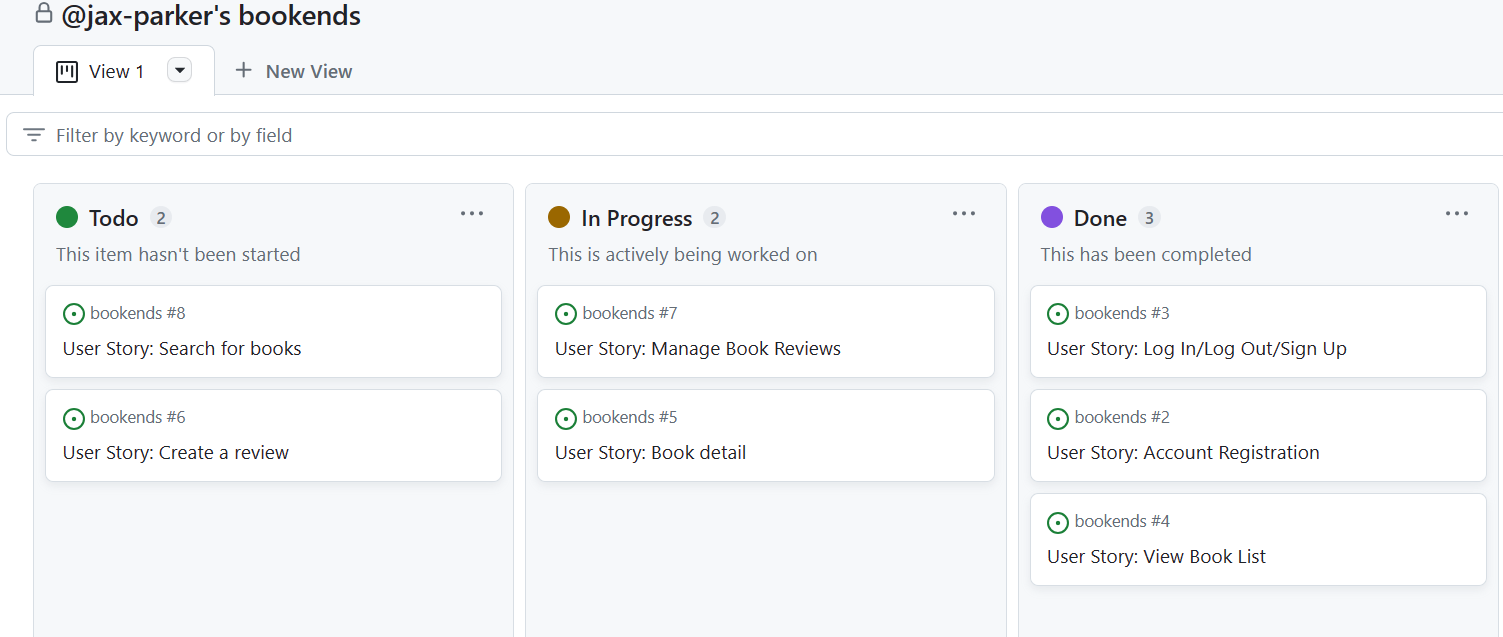 @jax-parker's bookends
View 1
New View
Filter by keyword or by field
Todo 2
This item hasn't been started
bookends #8
User Story: Search for books
bookends #6
User Story: Create a review
In Progress 2
This is actively being worked on
bookends #7
User Story: Manage Book Reviews
bookends #5
User Story: Book detail
Done 3
This has been completed
bookends #3
User Story: Log In/Log Out/Sign Up
bookends #2
User Story: Account Registration
bookends #4
User Story: View Book List